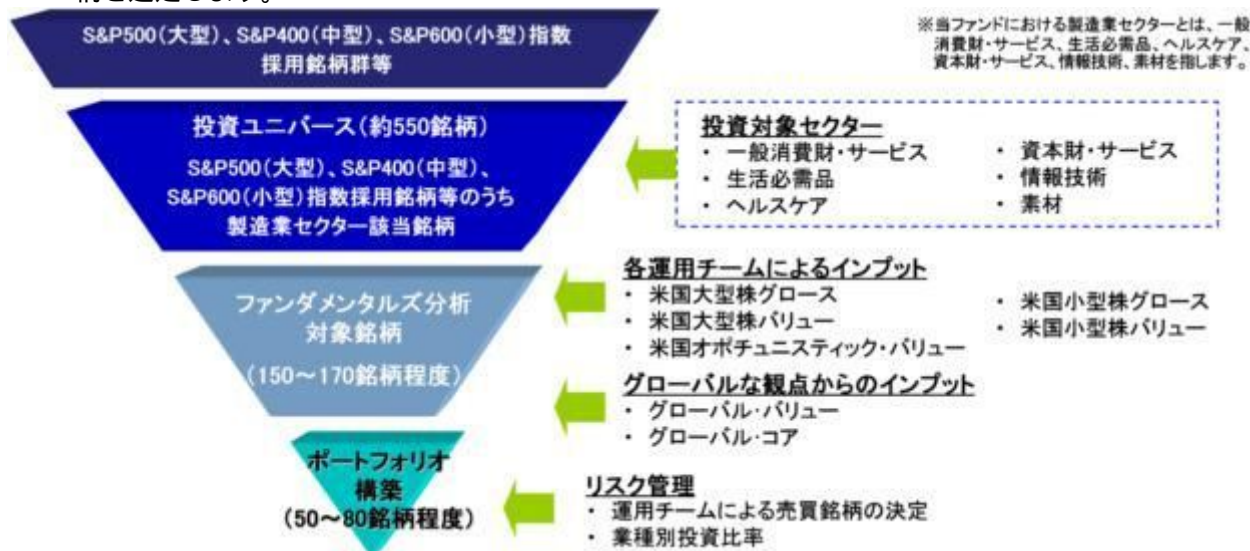 S&P500(大型)、S&P400(中型)、S&P600(小型)指数
採用銘柄群等
※当ファンドにおける製造業セクターとは、一般
消費財・サービス、生活必需品、ヘルスケア、
資本財・サービス、情報技術、素材を指します。
投資ユニバース(約550銘柄)
S&P500(大型)、S&P400(中型)、
S&P600(小型)指数採用銘柄等のうち
製造業セクター該当銘柄
投資対象セクター
・ 一般消費財・サービス
・ 生活必需品
・ ヘルスケア
・ 資本財・サービス
・ 情報技術
・ 素材
ファンダメンタルズ分析
対象銘柄
(150~170銘柄程度)
各運用チームによるインプット
・ 米国大型株グロース
・ 米国大型株バリュー
・ 米国オポチュニスティック・バリュー
・ 米国小型株グロース
・ 米国小型株バリュー
グローバルな観点からのインプット
・ グローバル・バリュー
・ グローバル・コア
ポートフォリオ
構築
(50~80銘柄程度)
リスク管理
・ 運用チームによる売買銘柄の決定
・ 業種別投資比率